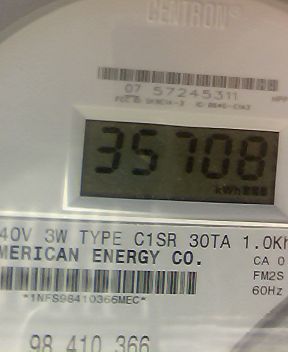 CENTRON®
07 57245311
35708
kWh
40V 3W TYPE C1SR 30TA 1.0Kh
MERICAN ENERGY CO.
CA 0
FM2S
60Hz
*1NFS98410366MEC*
98 410 366